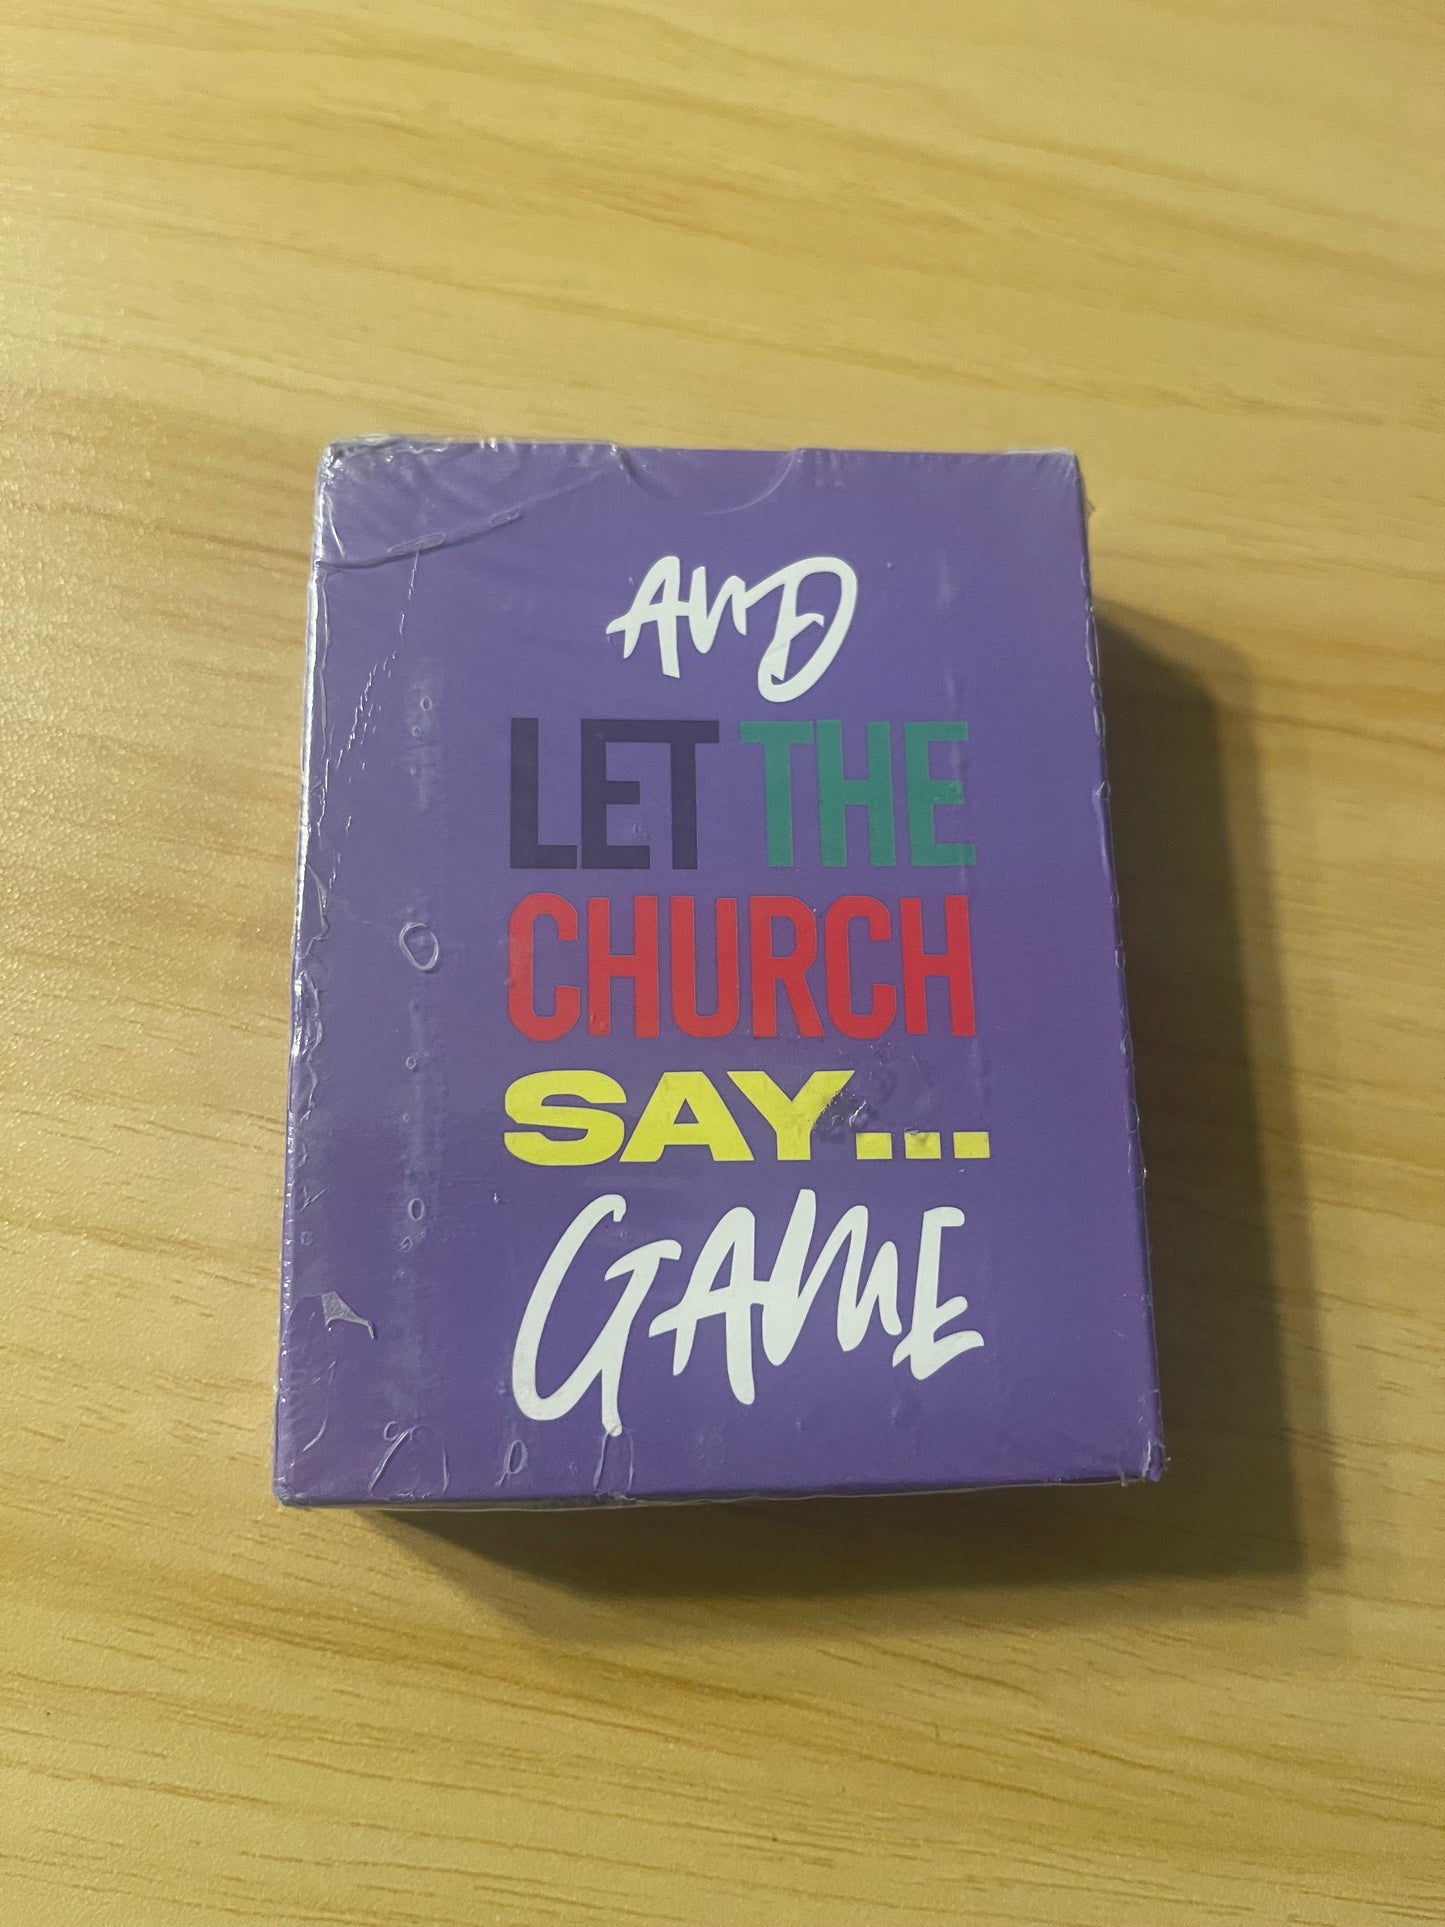 AND
LET THE
CHURCH
SAY...
GAME